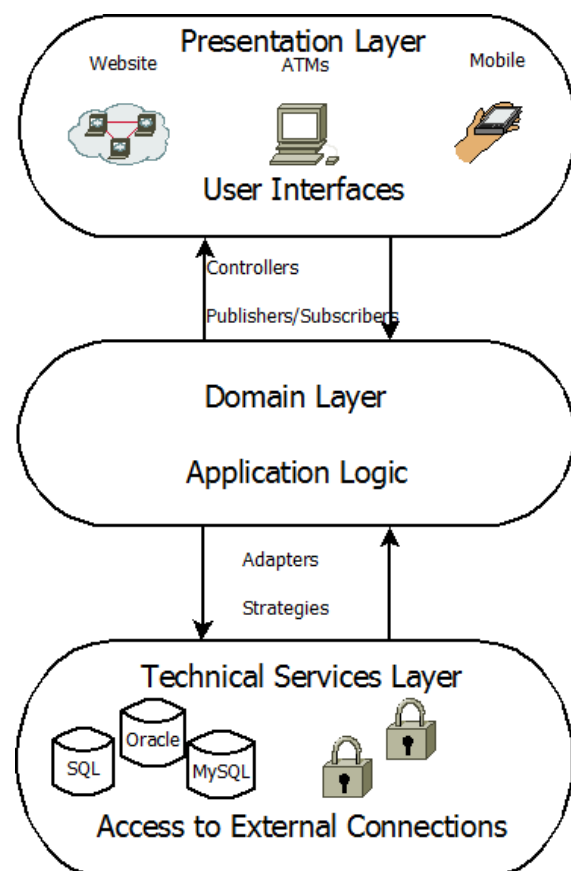 Presentation Layer
Website
ATMs
Mobile
User Interfaces
Controllers
Publishers/Subscribers
Domain Layer
Application Logic
Adapters
Strategies
Technical Services Layer
SQL
Oracle
MySQL
Access to External Connections